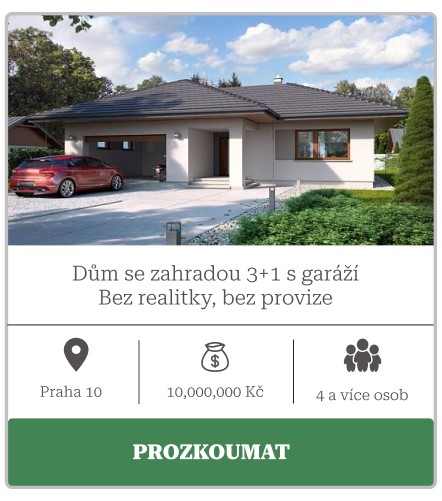 Dům se zahradou 3+1 s garáží
Bez realitky, bez provize
Praha 10
10,000,000 Kč
4 a více osob
PROZKOUMAT